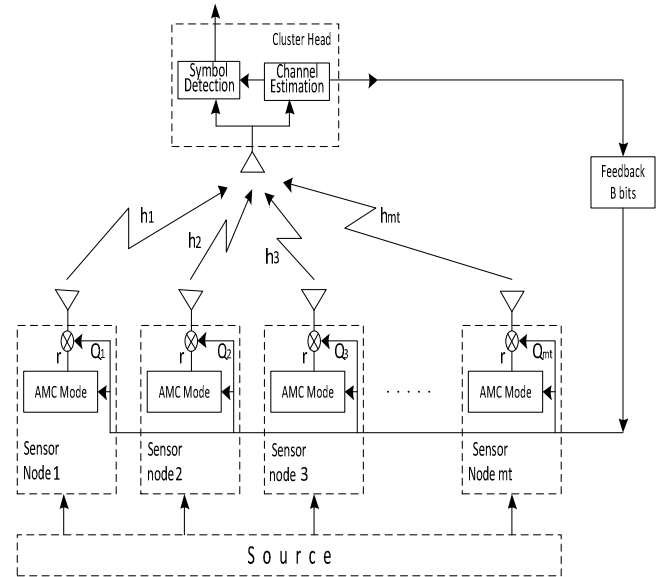 Cluster Head
Symbol
Detection
Channel
Estimation
Feedback
B bits
h1
h2
h3
hmt
r
Q1
r
Q2
r
Q3
r
Qmt
AMC Mode
AMC Mode
AMC Mode
. . . . .
AMC Mode
Sensor
Node 1
Sensor
node 2
Sensor
node 3
Sensor
Node mt
Source